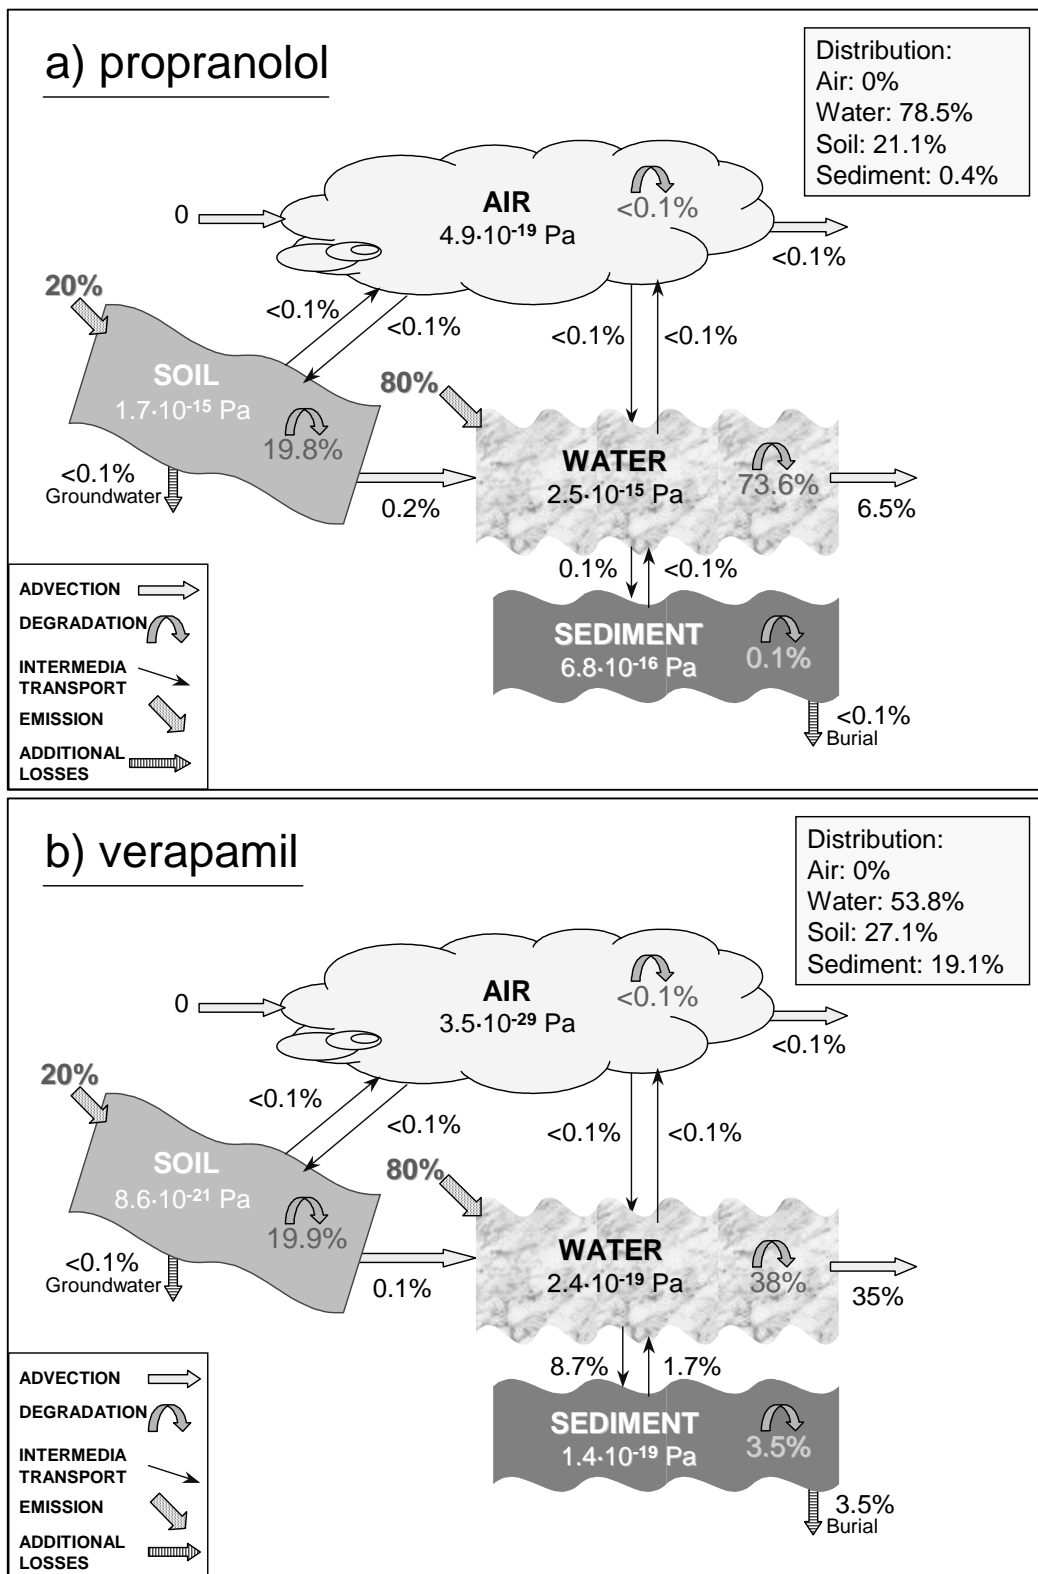 a) propranolol
Distribution:
Air: 0%
Water: 78.5%
Soil: 21.1%
Sediment: 0.4%
AIR
4.9·10⁻¹⁹ Pa
<0.1%
0
<0.1%
20%
<0.1%
<0.1%
<0.1%
<0.1%
SOIL
1.7·10⁻¹⁵ Pa
19.8%
80%
<0.1%
Groundwater
0.2%
WATER
2.5·10⁻¹⁵ Pa
73.6%
6.5%
0.1%
<0.1%
SEDIMENT
6.8·10⁻¹⁶ Pa
0.1%
<0.1%
Burial
ADVECTION
DEGRADATION
INTERMEDIA
TRANSPORT
EMISSION
ADDITIONAL
LOSSES
b) verapamil
Distribution:
Air: 0%
Water: 53.8%
Soil: 27.1%
Sediment: 19.1%
AIR
3.5·10⁻²⁹ Pa
<0.1%
0
<0.1%
20%
<0.1%
<0.1%
<0.1%
<0.1%
SOIL
8.6·10⁻²¹ Pa
19.9%
80%
<0.1%
Groundwater
0.1%
WATER
2.4·10⁻¹⁹ Pa
38%
35%
8.7%
1.7%
SEDIMENT
1.4·10⁻¹⁹ Pa
3.5%
3.5%
Burial
ADVECTION
DEGRADATION
INTERMEDIA
TRANSPORT
EMISSION
ADDITIONAL
LOSSES